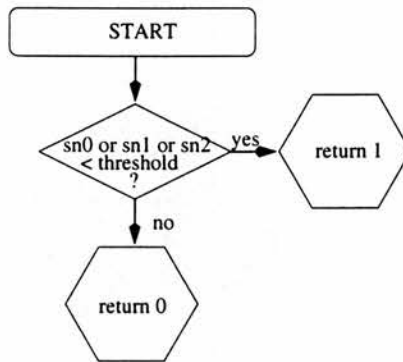 START
sn0 or sn1 or sn2
< threshold
?
yes
return 1
no
return 0